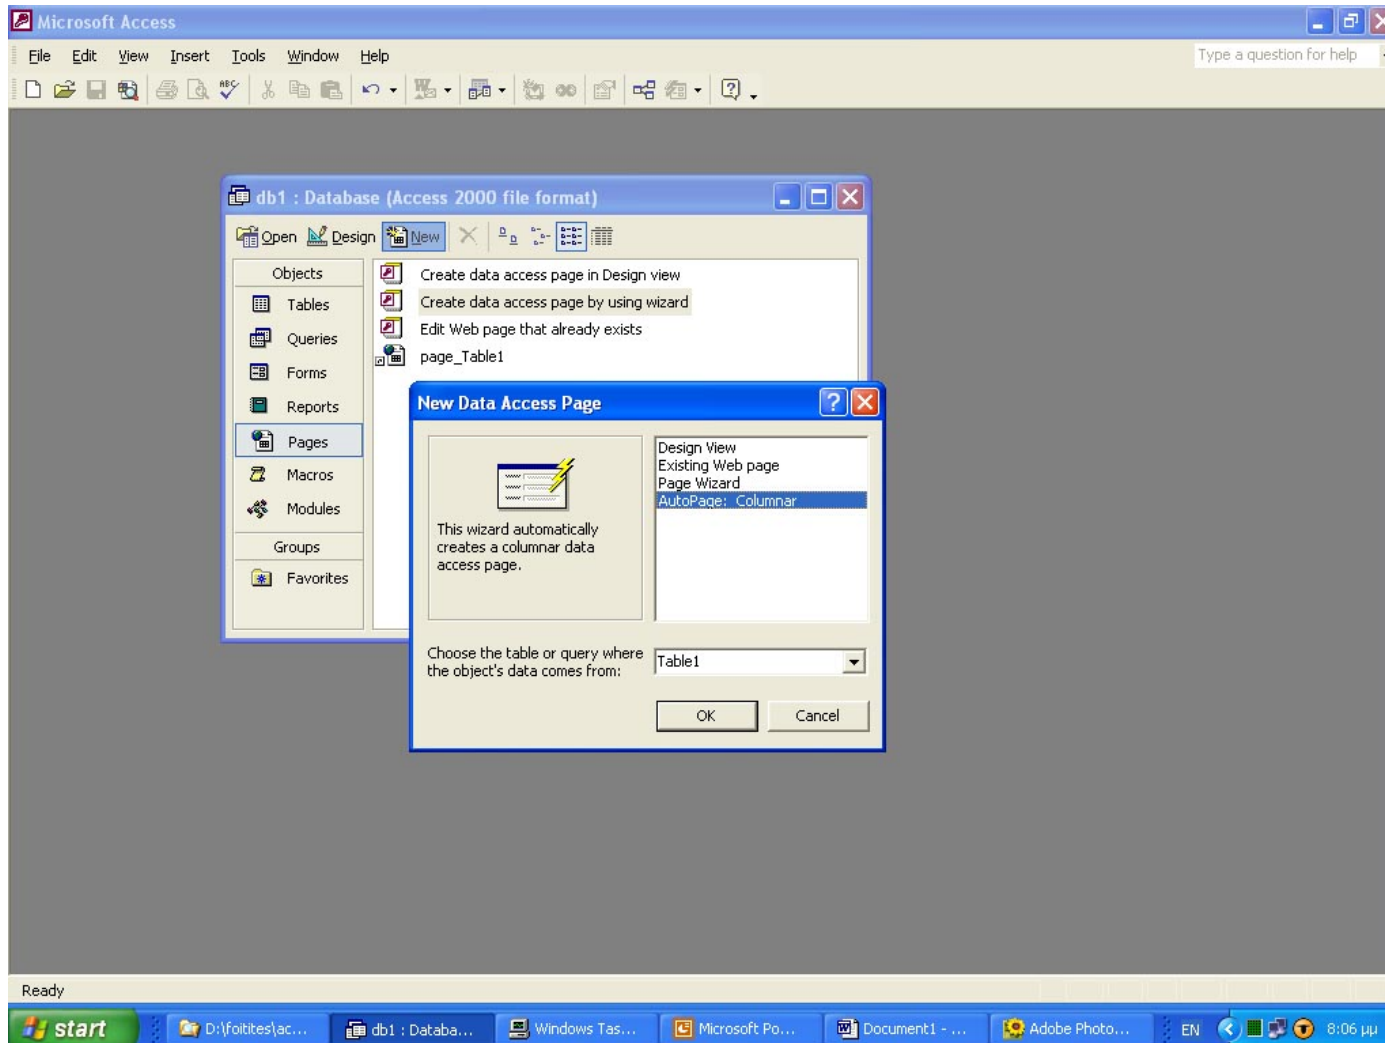 Microsoft Access
File Edit View Insert Tools Window Help
Type a question for help
db1 : Database (Access 2000 file format)
Open Design New
Objects
Tables
Queries
Forms
Reports
Pages
Macros
Modules
Groups
Favorites
Create data access page in Design view
Create data access page by using wizard
Edit Web page that already exists
page_Table1
New Data Access Page
This wizard automatically
creates a columnar data
access page.
Design View
Existing Web page
Page Wizard
AutoPage: Columnar
Choose the table or query where
the object's data comes from:
Table1
OK Cancel
Ready
start D:\foitites\ac... db1 : Databa... Windows Tas... Microsoft Po... Document1 - ... Adobe Photo... EN 8:06 μμ